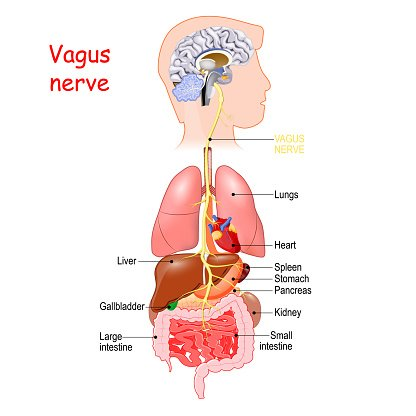 Vagus
nerve
VAGUS
NERVE
Lungs
Heart
Liver
Spleen
Stomach
Pancreas
Gallbladder
Kidney
Large
intestine
Small
intestine